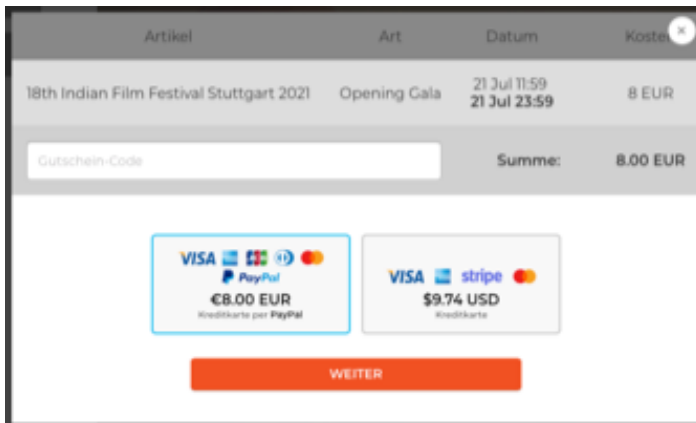 Artikel Art Datum Kosten
18th Indian Film Festival Stuttgart 2021 Opening Gala 21 Jul 11:59 8 EUR
21 Jul 23:59
Gutschein-Code Summe: 8.00 EUR
VISA JCB
PayPal
€8.00 EUR
Kreditkarte per PayPal
VISA stripe
$9.74 USD
Kreditkarte
WEITER